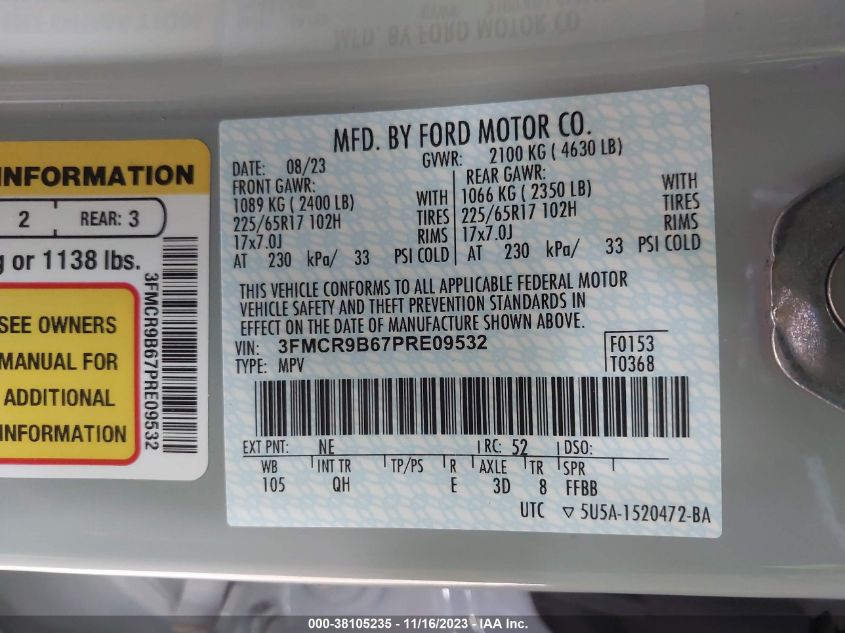 MFD. BY FORD MOTOR CO.
INFORMATION
2 REAR: 3
g or 1138 lbs.
SEE OWNERS
MANUAL FOR
ADDITIONAL
INFORMATION
3FMCR9B67PRE09532
MFD. BY FORD MOTOR CO.
DATE: 08/23 GVWR: 2100 KG ( 4630 LB)
FRONT GAWR: REAR GAWR:
1089 KG ( 2400 LB) WITH 1066 KG ( 2350 LB) WITH
225/65R17 102H TIRES 225/65R17 102H TIRES
17x7.0J RIMS 17x7.0J RIMS
AT 230 kPa/ 33 PSI COLD AT 230 kPa/ 33 PSI COLD
THIS VEHICLE CONFORMS TO ALL APPLICABLE FEDERAL MOTOR
VEHICLE SAFETY AND THEFT PREVENTION STANDARDS IN
EFFECT ON THE DATE OF MANUFACTURE SHOWN ABOVE.
VIN: 3FMCR9B67PRE09532 F0153
TYPE: MPV T0368
EXT PNT: NE RC: 52 DSO:
WB INT TR TP/PS R AXLE TR SPR
105 QH E 3D 8 FFBB
UTC ▽ 5U5A-1520472-BA
000-38105235 - 11/16/2023 - IAA Inc.